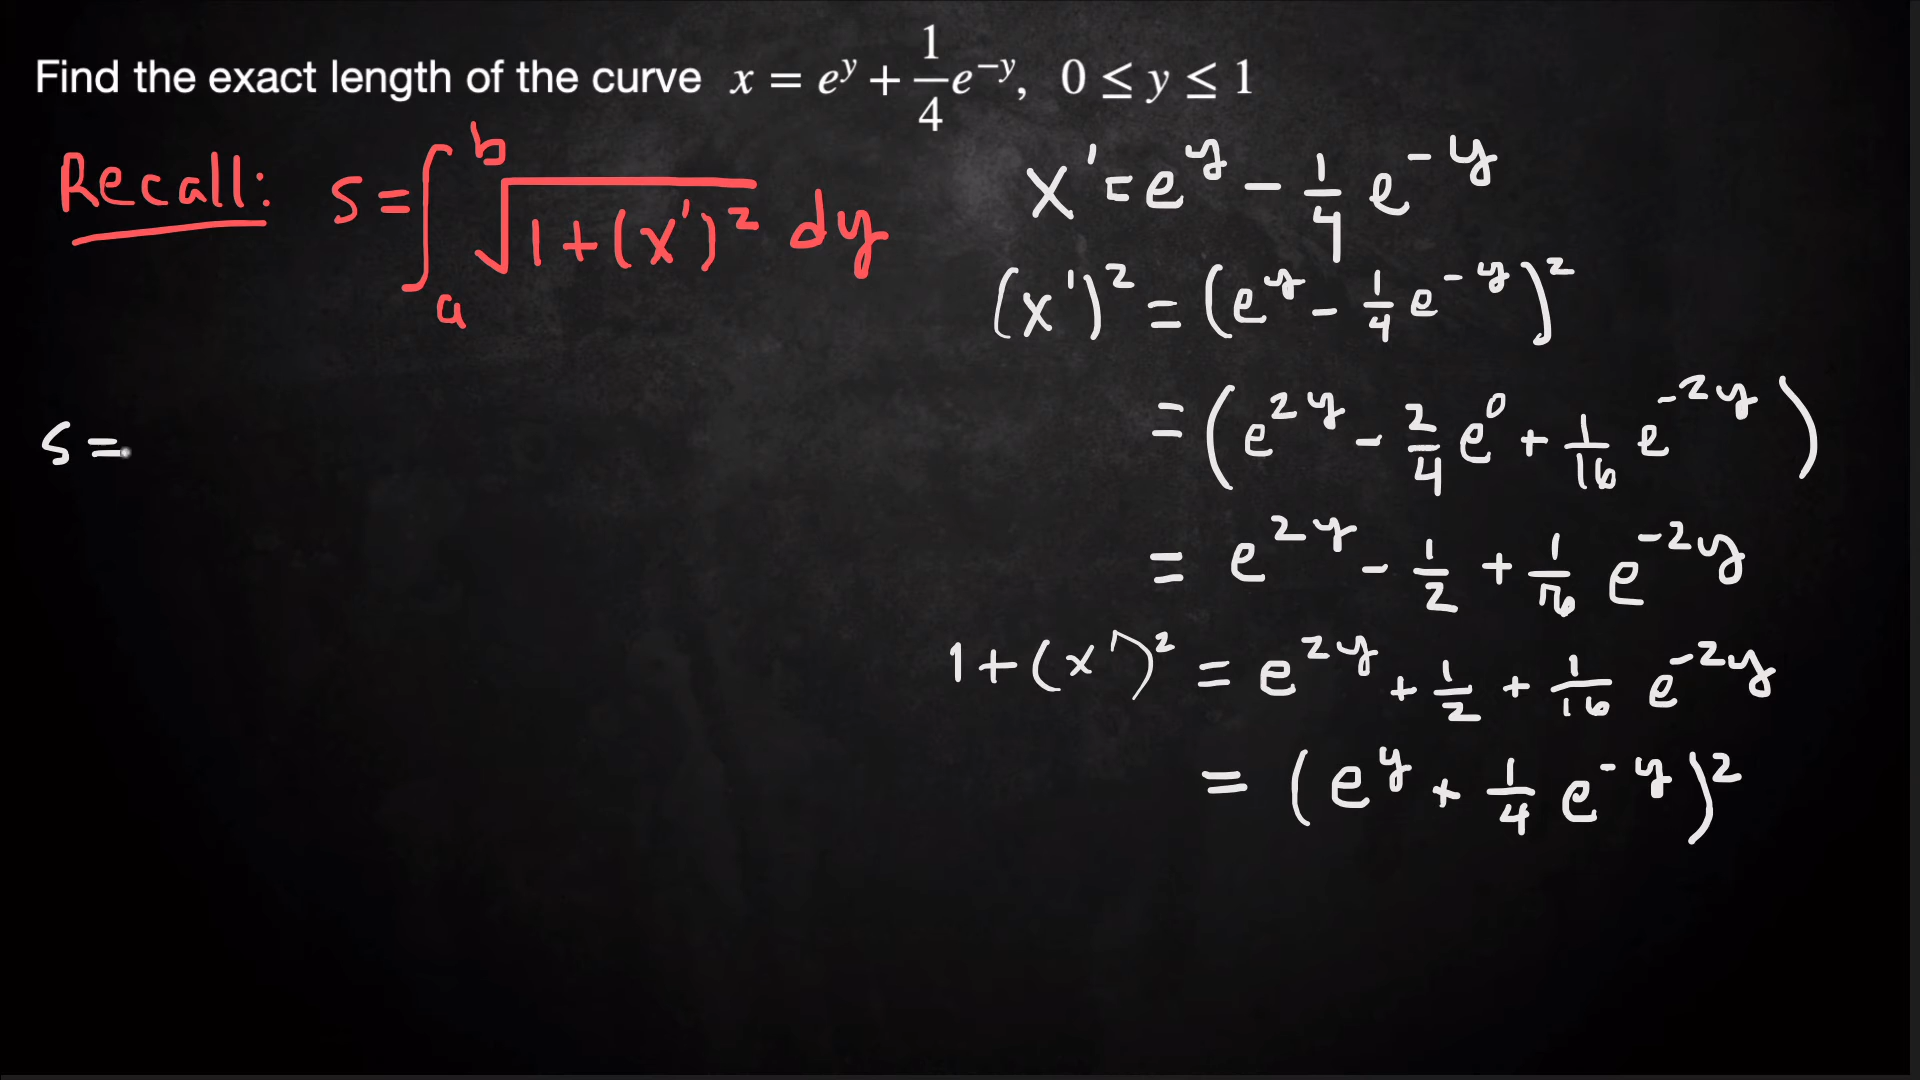 Find the exact length of the curve x = e^y + 1/4 e^{-y}, 0 ≤ y ≤ 1
Recall: s = ∫_a^b √(1+(x')²) dy
x' = e^y - 1/4 e^{-y}
(x')² = (e^y - 1/4 e^{-y})²
= (e^{2y} - 2/4 e^0 + 1/16 e^{-2y})
s =
= e^{2y} - 1/2 + 1/16 e^{-2y}
1+(x')² = e^{2y} + 1/2 + 1/16 e^{-2y}
= (e^y + 1/4 e^{-y})²